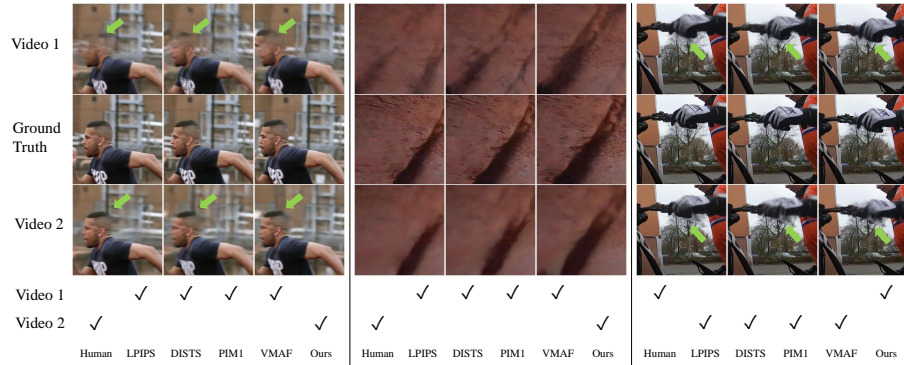 Video 1
Ground
Truth
Video 2
Video 1 ✓ ✓ ✓ ✓ ✓ ✓ ✓ ✓ ✓ ✓
Video 2 ✓ ✓ ✓ ✓ ✓ ✓ ✓ ✓
Human LPIPS DISTS PIM1 VMAF Ours Human LPIPS DISTS PIM1 VMAF Ours Human LPIPS DISTS PIM1 VMAF Ours